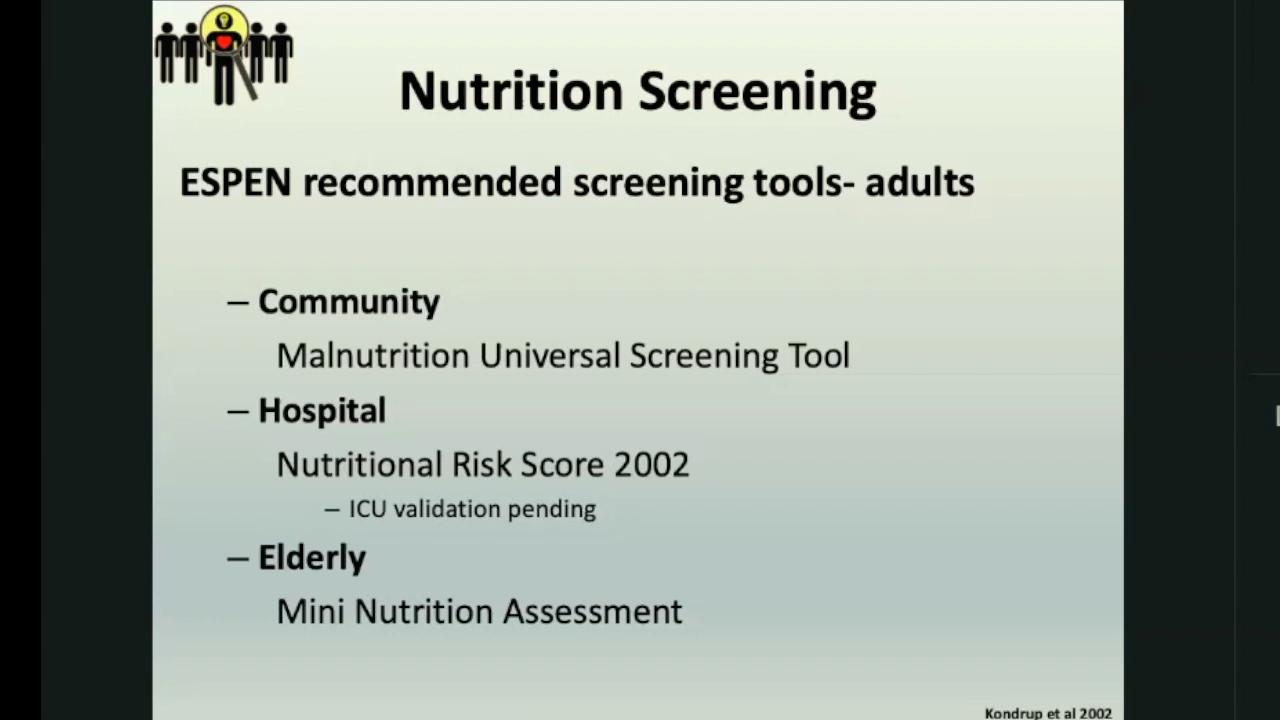 Nutrition Screening
ESPEN recommended screening tools- adults
– Community
Malnutrition Universal Screening Tool
– Hospital
Nutritional Risk Score 2002
– ICU validation pending
– Elderly
Mini Nutrition Assessment
Kondrup et al 2002